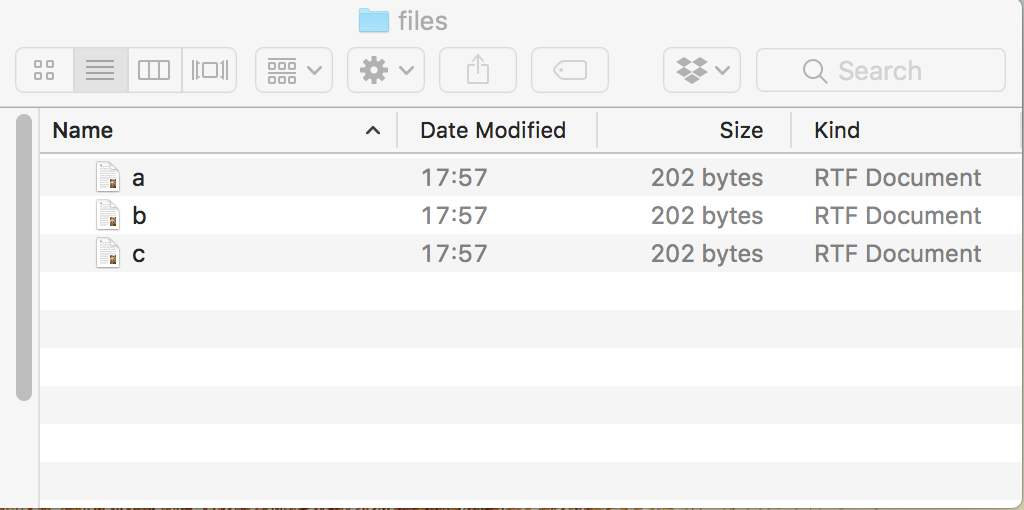 files
Search
Name Date Modified Size Kind
a 17:57 202 bytes RTF Document
b 17:57 202 bytes RTF Document
c 17:57 202 bytes RTF Document